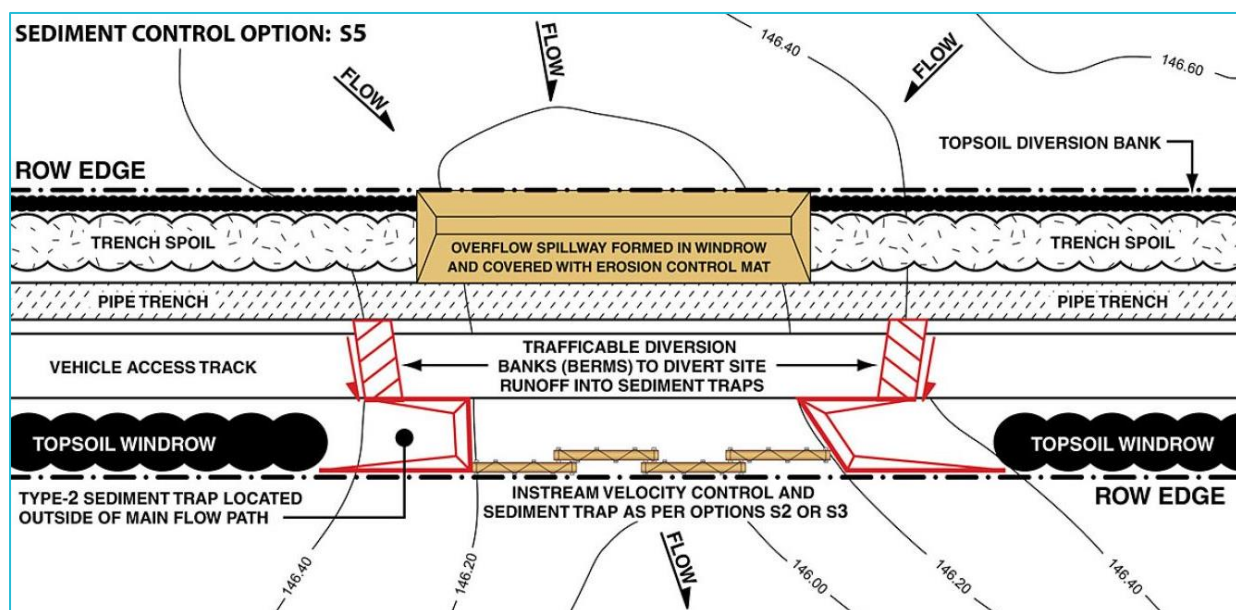 SEDIMENT CONTROL OPTION: S5
FLOW
FLOW
146.40
FLOW
146.60
ROW EDGE
TOPSOIL DIVERSION BANK
TRENCH SPOIL
OVERFLOW SPILLWAY FORMED IN WINDROW
AND COVERED WITH EROSION CONTROL MAT
TRENCH SPOIL
PIPE TRENCH
PIPE TRENCH
VEHICLE ACCESS TRACK
TRAFFICABLE DIVERSION
BANKS (BERMS) TO DIVERT SITE
RUNOFF INTO SEDIMENT TRAPS
TOPSOIL WINDROW
TOPSOIL WINDROW
TYPE-2 SEDIMENT TRAP LOCATED
OUTSIDE OF MAIN FLOW PATH
INSTREAM VELOCITY CONTROL AND
SEDIMENT TRAP AS PER OPTIONS S2 OR S3
ROW EDGE
146.40
146.20
FLOW
146.00
146.20
146.40